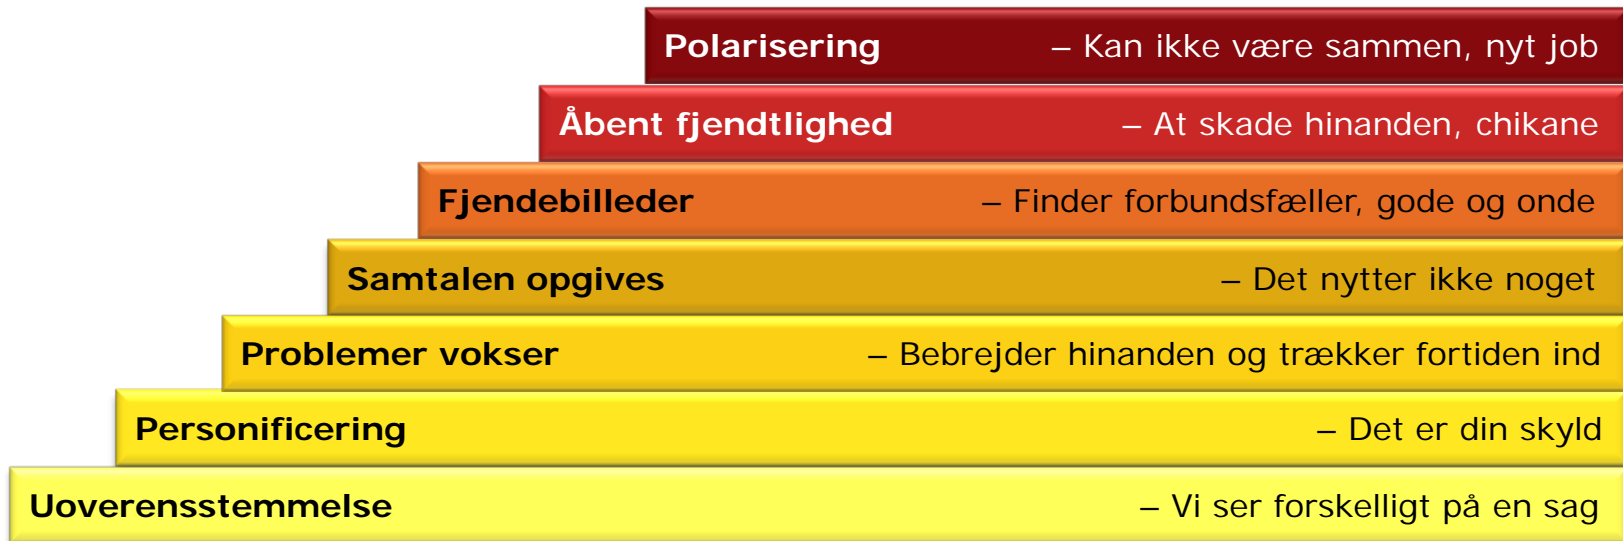 Polarisering – Kan ikke være sammen, nyt job
Åbent fjendtlighed – At skade hinanden, chikane
Fjendebilleder – Finder forbundsfæller, gode og onde
Samtalen opgives – Det nytter ikke noget
Problemer vokser – Bebrejder hinanden og trækker fortiden ind
Personificering – Det er din skyld
Uoverensstemmelse – Vi ser forskelligt på en sag